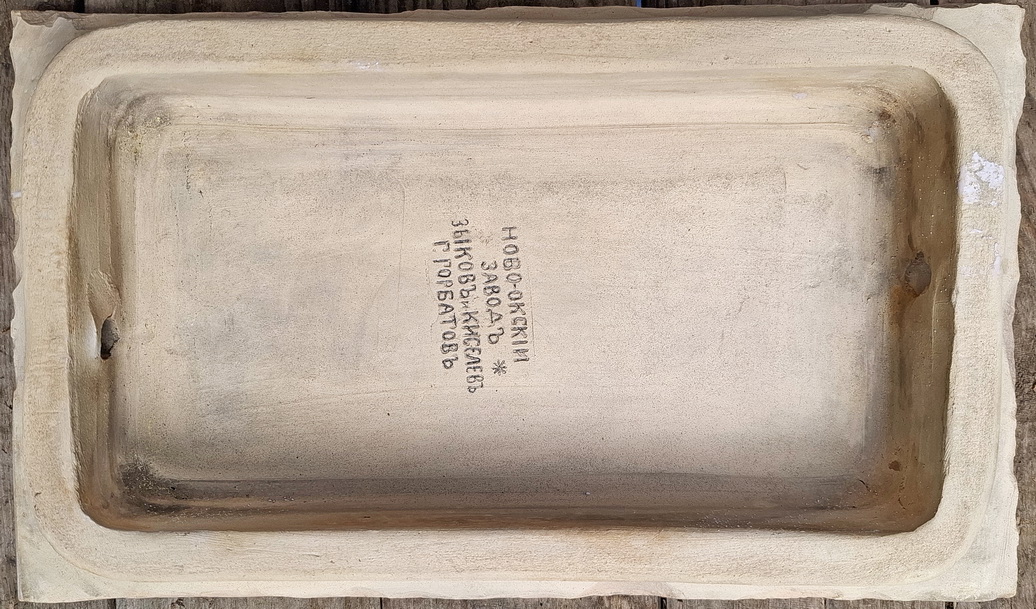 НОВО-ОКСКІЙ
* ЗАВОДЪ *
ЗЫКОВЪ и КИСЕЛЕВЪ
Г. ГОРБАТОВЪ